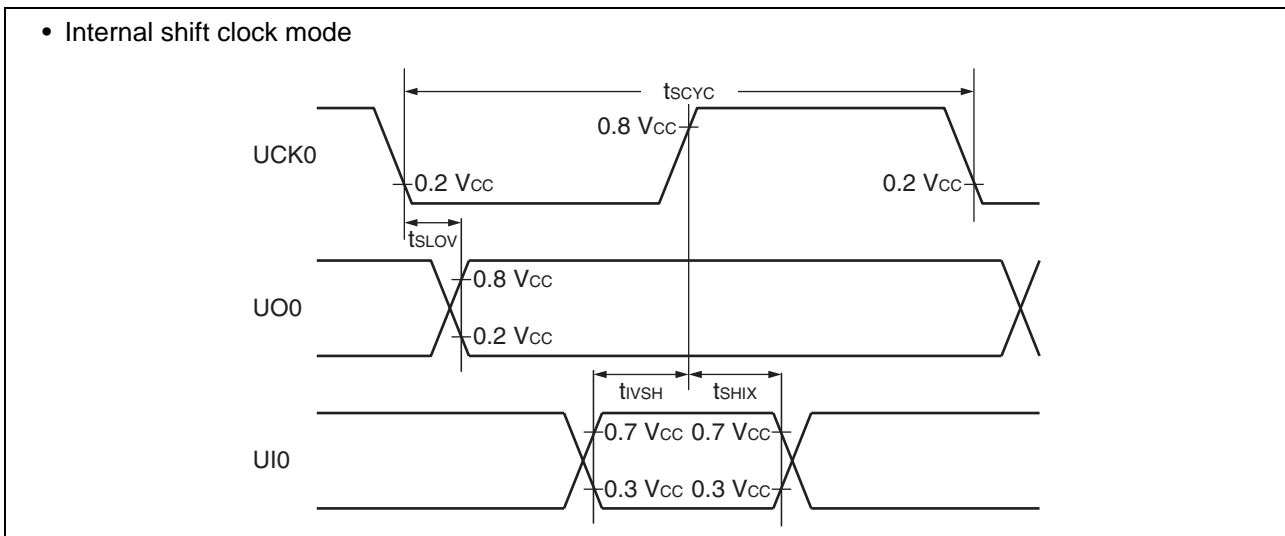 • Internal shift clock mode
tSCYC
0.8 VCC
UCK0
0.2 VCC
0.2 VCC
tSLOV
0.8 VCC
UO0
0.2 VCC
tIVSH
tSHIX
0.7 VCC 0.7 VCC
UI0
0.3 VCC 0.3 VCC